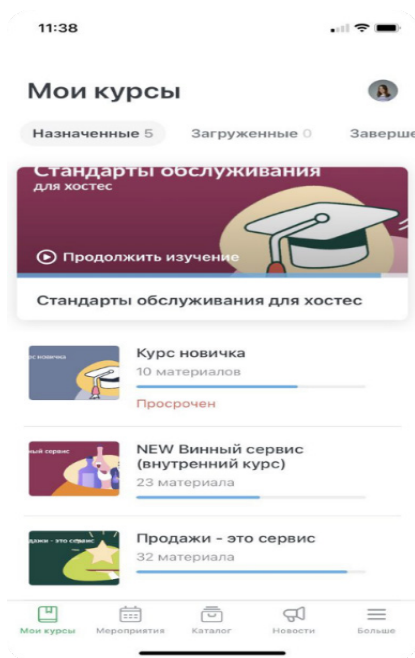 11:38
Мои курсы
Назначенные 5 Загруженные 0 Заверше
Стандарты обслуживания
для хостес
Продолжить изучение
Стандарты обслуживания для хостес
Курс новичка
10 материалов
Просрочен
NEW Винный сервис
(внутренний курс)
23 материала
Продажи - это сервис
32 материала
Мои курсы Мероприятия Каталог Новости Больше